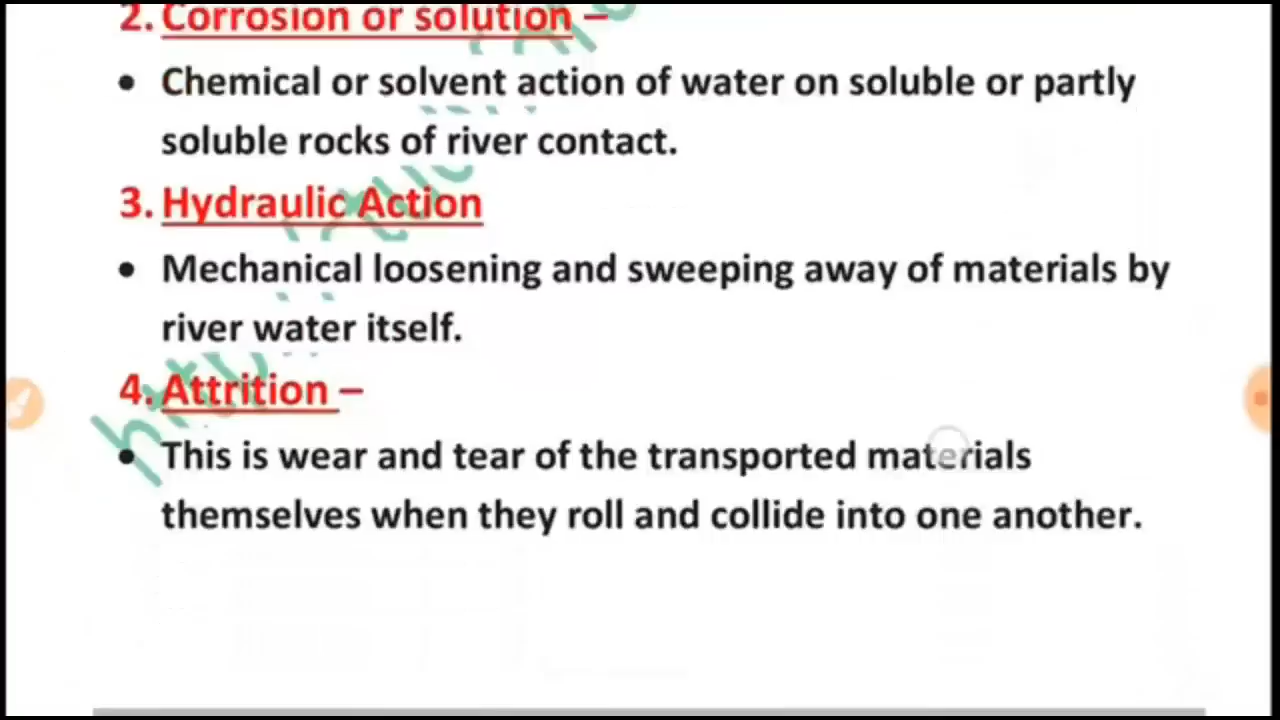 2. Corrosion or solution –
• Chemical or solvent action of water on soluble or partly
soluble rocks of river contact.
3. Hydraulic Action
• Mechanical loosening and sweeping away of materials by
river water itself.
4. Attrition –
• This is wear and tear of the transported materials
themselves when they roll and collide into one another.